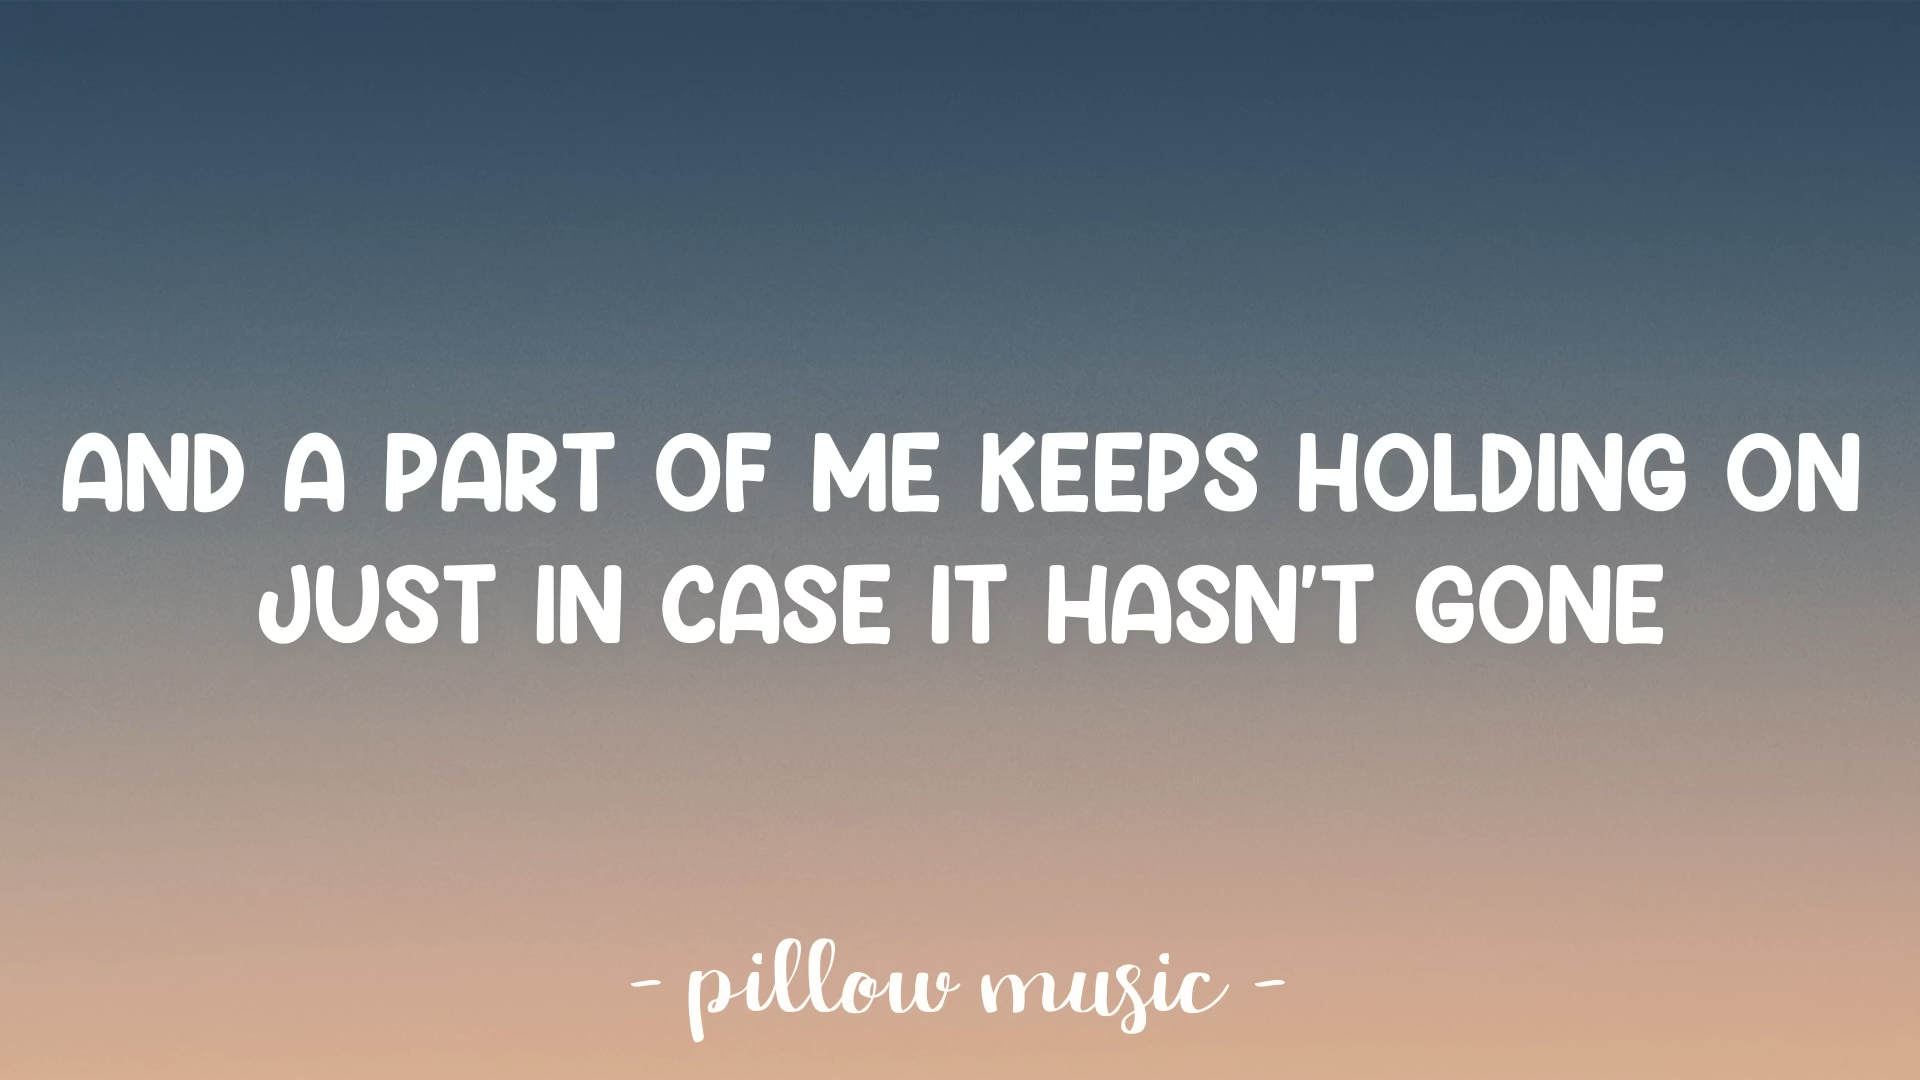 AND A PART OF ME KEEPS HOLDING ON
JUST IN CASE IT HASN'T GONE
- pillow music -